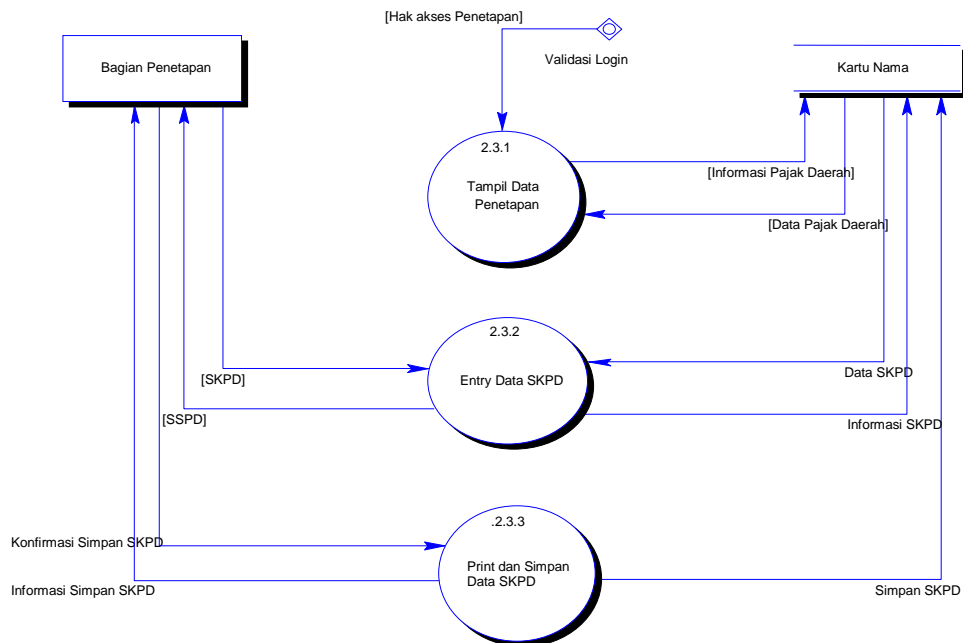 [Hak akses Penetapan]
Validasi Login
Bagian Penetapan
Kartu Nama
2.3.1
Tampil Data
Penetapan
[Informasi Pajak Daerah]
[Data Pajak Daerah]
2.3.2
Entry Data SKPD
[SKPD]
[SSPD]
Data SKPD
Informasi SKPD
.2.3.3
Print dan Simpan
Data SKPD
Konfirmasi Simpan SKPD
Informasi Simpan SKPD
Simpan SKPD